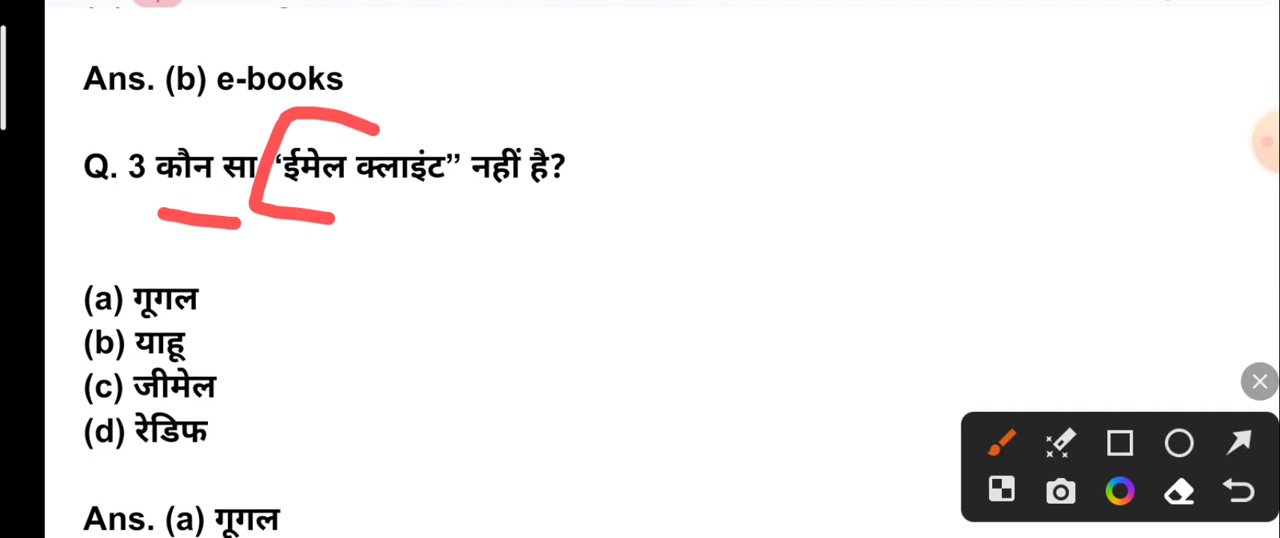 Ans. (b) e-books
Q. 3 कौन सा “ईमेल क्लाइंट” नहीं है?
(a) गूगल
(b) याहू
(c) जीमेल
(d) रेडिफ
Ans. (a) गूगल